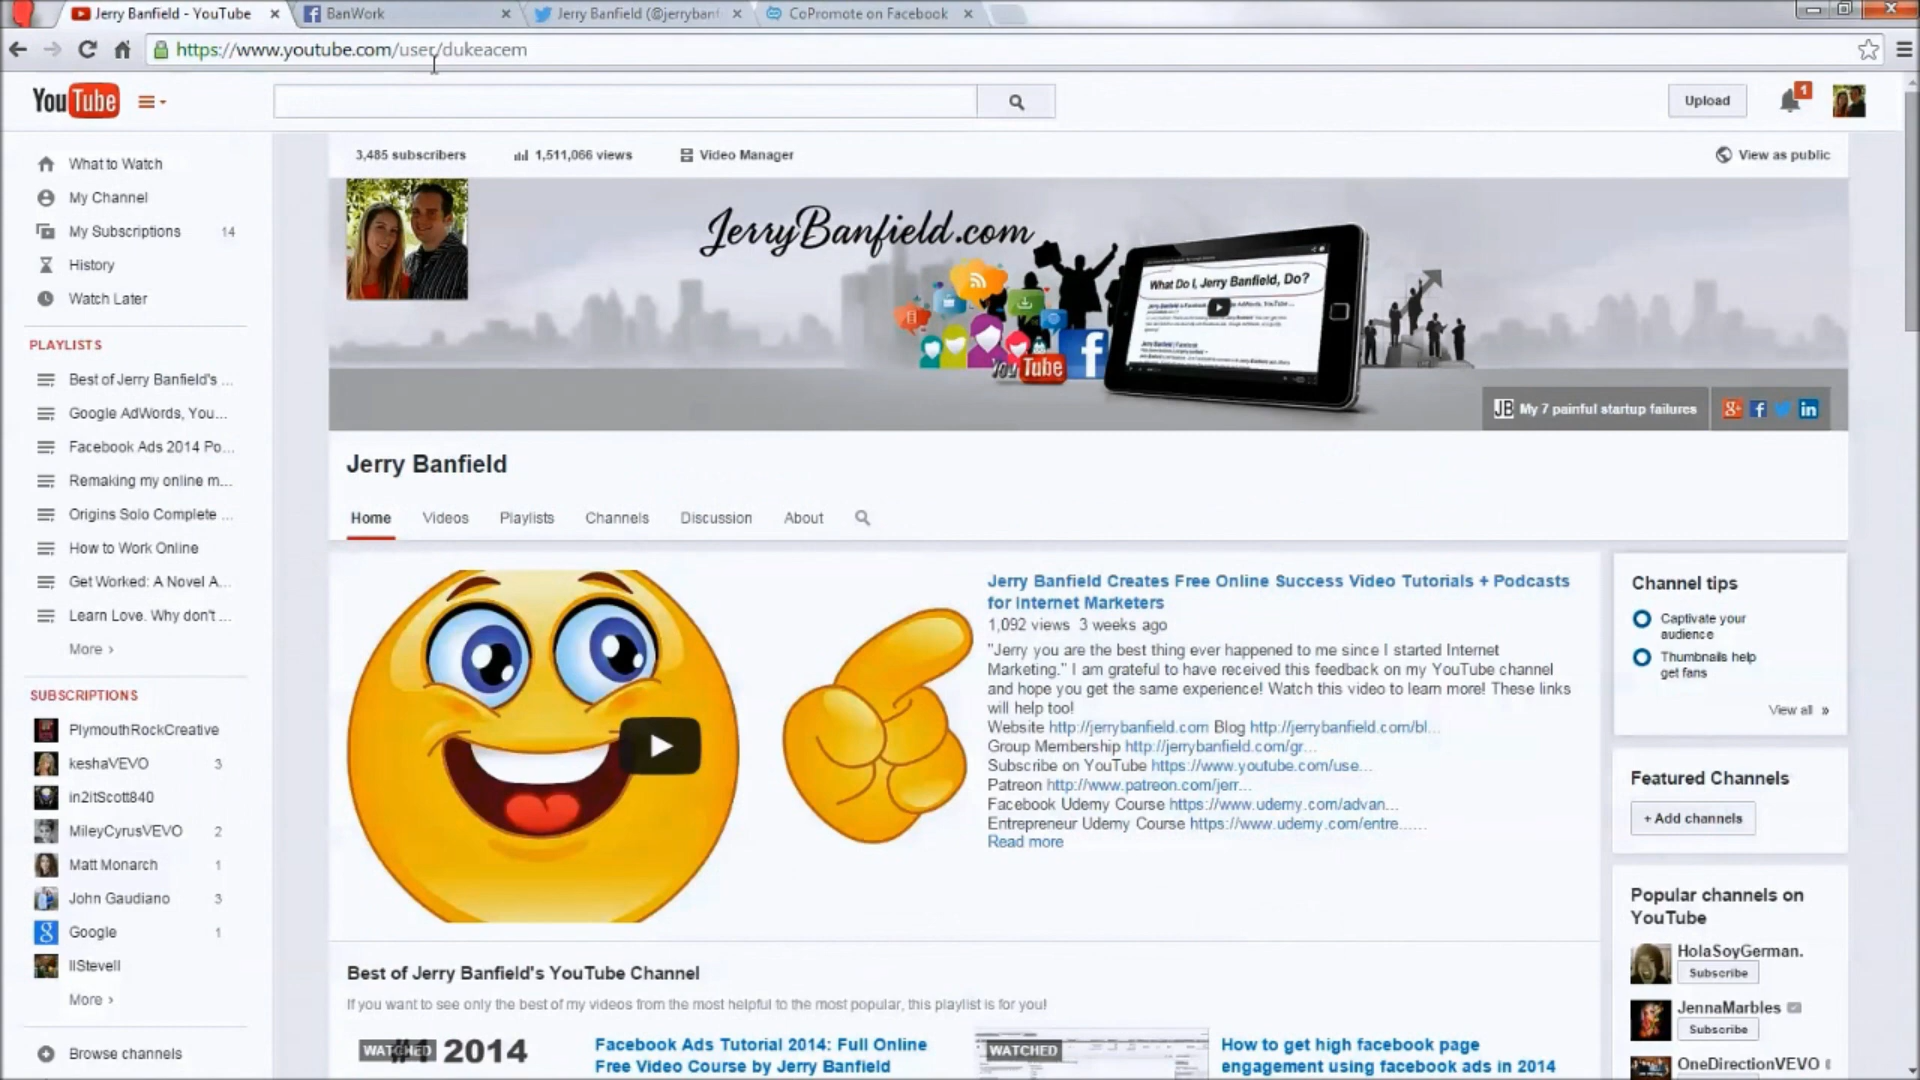 Jerry Banfield - YouTube
BanWork
Jerry Banfield (@jerrybanf
CoPromote on Facebook
https://www.youtube.com/user/dukeacem
YouTube
Upload
1
What to Watch
My Channel
My Subscriptions 14
History
Watch Later
PLAYLISTS
Best of Jerry Banfield's ...
Google AdWords, You...
Facebook Ads 2014 Po...
Remaking my online m...
Origins Solo Complete ...
How to Work Online
Get Worked: A Novel A...
Learn Love. Why don't ...
More ›
SUBSCRIPTIONS
PlymouthRockCreative
keshaVEVO 3
in2itScott840
MileyCyrusVEVO 2
Matt Monarch 1
John Gaudiano 3
Google 1
IIStevell
More ›
Browse channels
3,485 subscribers
1,511,066 views
Video Manager
View as public
JerryBanfield.com
What Do I, Jerry Banfield, Do?
You Tube
JB My 7 painful startup failures
Jerry Banfield
Home Videos Playlists Channels Discussion About
Jerry Banfield Creates Free Online Success Video Tutorials + Podcasts
for Internet Marketers
1,092 views 3 weeks ago
"Jerry you are the best thing ever happened to me since I started Internet
Marketing." I am grateful to have received this feedback on my YouTube channel
and hope you get the same experience! Watch this video to learn more! These links
will help too!
Website http://jerrybanfield.com Blog http://jerrybanfield.com/bl...
Group Membership http://jerrybanfield.com/gr...
Subscribe on YouTube https://www.youtube.com/use...
Patreon http://www.patreon.com/jerr...
Facebook Udemy Course https://www.udemy.com/advan...
Entrepreneur Udemy Course https://www.udemy.com/entre......
Read more
Best of Jerry Banfield's YouTube Channel
If you want to see only the best of my videos from the most helpful to the most popular, this playlist is for you!
WATCHED
#1 2014
Facebook Ads Tutorial 2014: Full Online
Free Video Course by Jerry Banfield
WATCHED
How to get high facebook page
engagement using facebook ads in 2014
Channel tips
Captivate your
audience
Thumbnails help
get fans
View all »
Featured Channels
+ Add channels
Popular channels on
YouTube
HolaSoyGerman.
Subscribe
JennaMarbles
Subscribe
OneDirectionVEVO